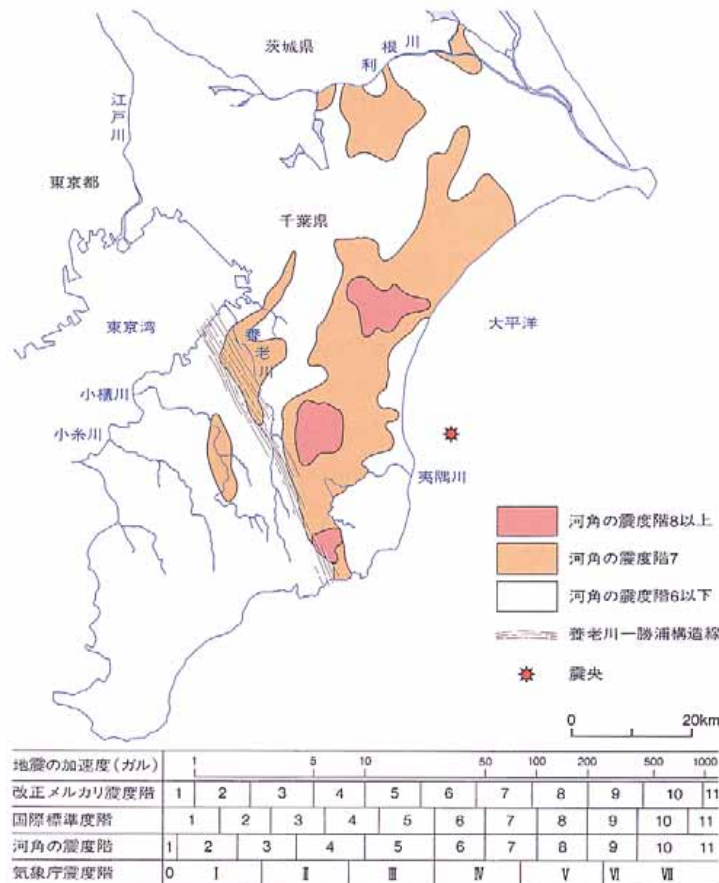 茨城県
利根川
江戸川
東京都
千葉県
東京湾
養老川
大平洋
小櫃川
小糸川
夷隅川
河角の震度階8以上
河角の震度階7
河角の震度階6以下
養老川—勝浦構造線
震央
0 20km
地震の加速度(ガル) 1 5 10 50 100 200 500 1000
改正メルカリ震度階 1 2 3 4 5 6 7 8 9 10 11
国際標準度階 1 2 3 4 5 6 7 8 9 10 11
河角の震度階 1 2 3 4 5 6 7 8 9 10 11
気象庁震度階 0 Ⅰ Ⅱ Ⅲ Ⅳ Ⅴ Ⅵ Ⅶ